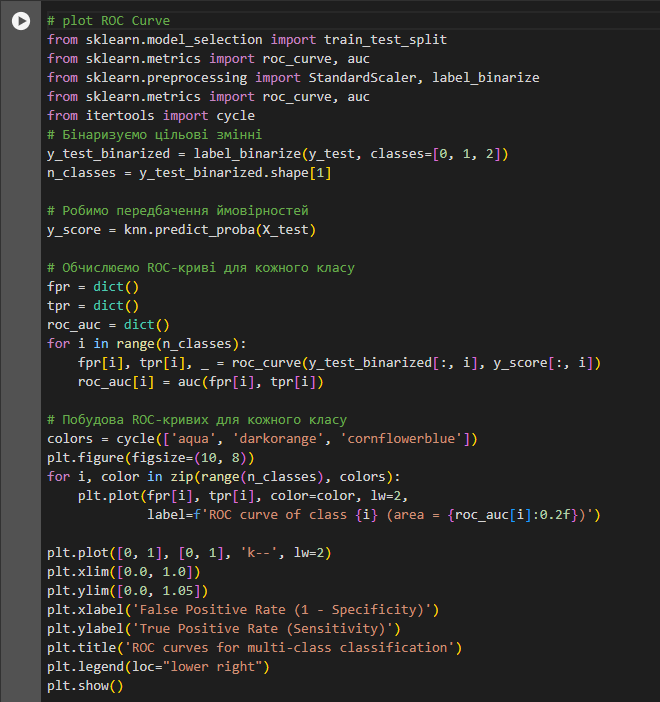 # plot ROC Curve
from sklearn.model_selection import train_test_split
from sklearn.metrics import roc_curve, auc
from sklearn.preprocessing import StandardScaler, label_binarize
from sklearn.metrics import roc_curve, auc
from itertools import cycle
# Бінаризуємо цільові змінні
y_test_binarized = label_binarize(y_test, classes=[0, 1, 2])
n_classes = y_test_binarized.shape[1]

# Робимо передбачення ймовірностей
y_score = knn.predict_proba(X_test)

# Обчислюємо ROC-криві для кожного класу
fpr = dict()
tpr = dict()
roc_auc = dict()
for i in range(n_classes):
    fpr[i], tpr[i], _ = roc_curve(y_test_binarized[:, i], y_score[:, i])
    roc_auc[i] = auc(fpr[i], tpr[i])

# Побудова ROC-кривих для кожного класу
colors = cycle(['aqua', 'darkorange', 'cornflowerblue'])
plt.figure(figsize=(10, 8))
for i, color in zip(range(n_classes), colors):
    plt.plot(fpr[i], tpr[i], color=color, lw=2,
             label=f'ROC curve of class {i} (area = {roc_auc[i]:0.2f})')

plt.plot([0, 1], [0, 1], 'k--', lw=2)
plt.xlim([0.0, 1.0])
plt.ylim([0.0, 1.05])
plt.xlabel('False Positive Rate (1 - Specificity)')
plt.ylabel('True Positive Rate (Sensitivity)')
plt.title('ROC curves for multi-class classification')
plt.legend(loc="lower right")
plt.show()